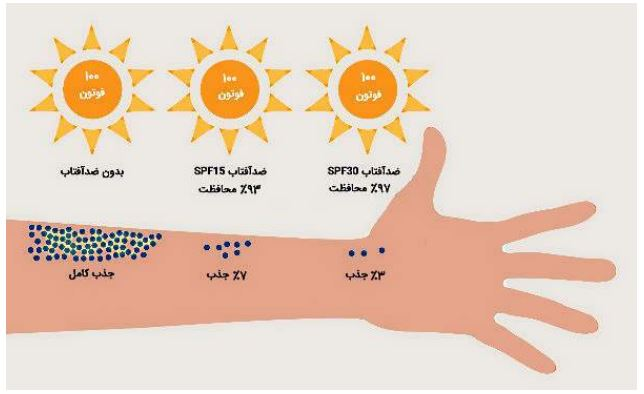 ۱۰۰
فوتون
۱۰۰
فوتون
۱۰۰
فوتون
ضدآفتاب SPF30
۹۷٪ محافظت
ضدآفتاب SPF15
۹۳٪ محافظت
بدون ضدآفتاب
۳٪ جذب
۷٪ جذب
جذب کامل